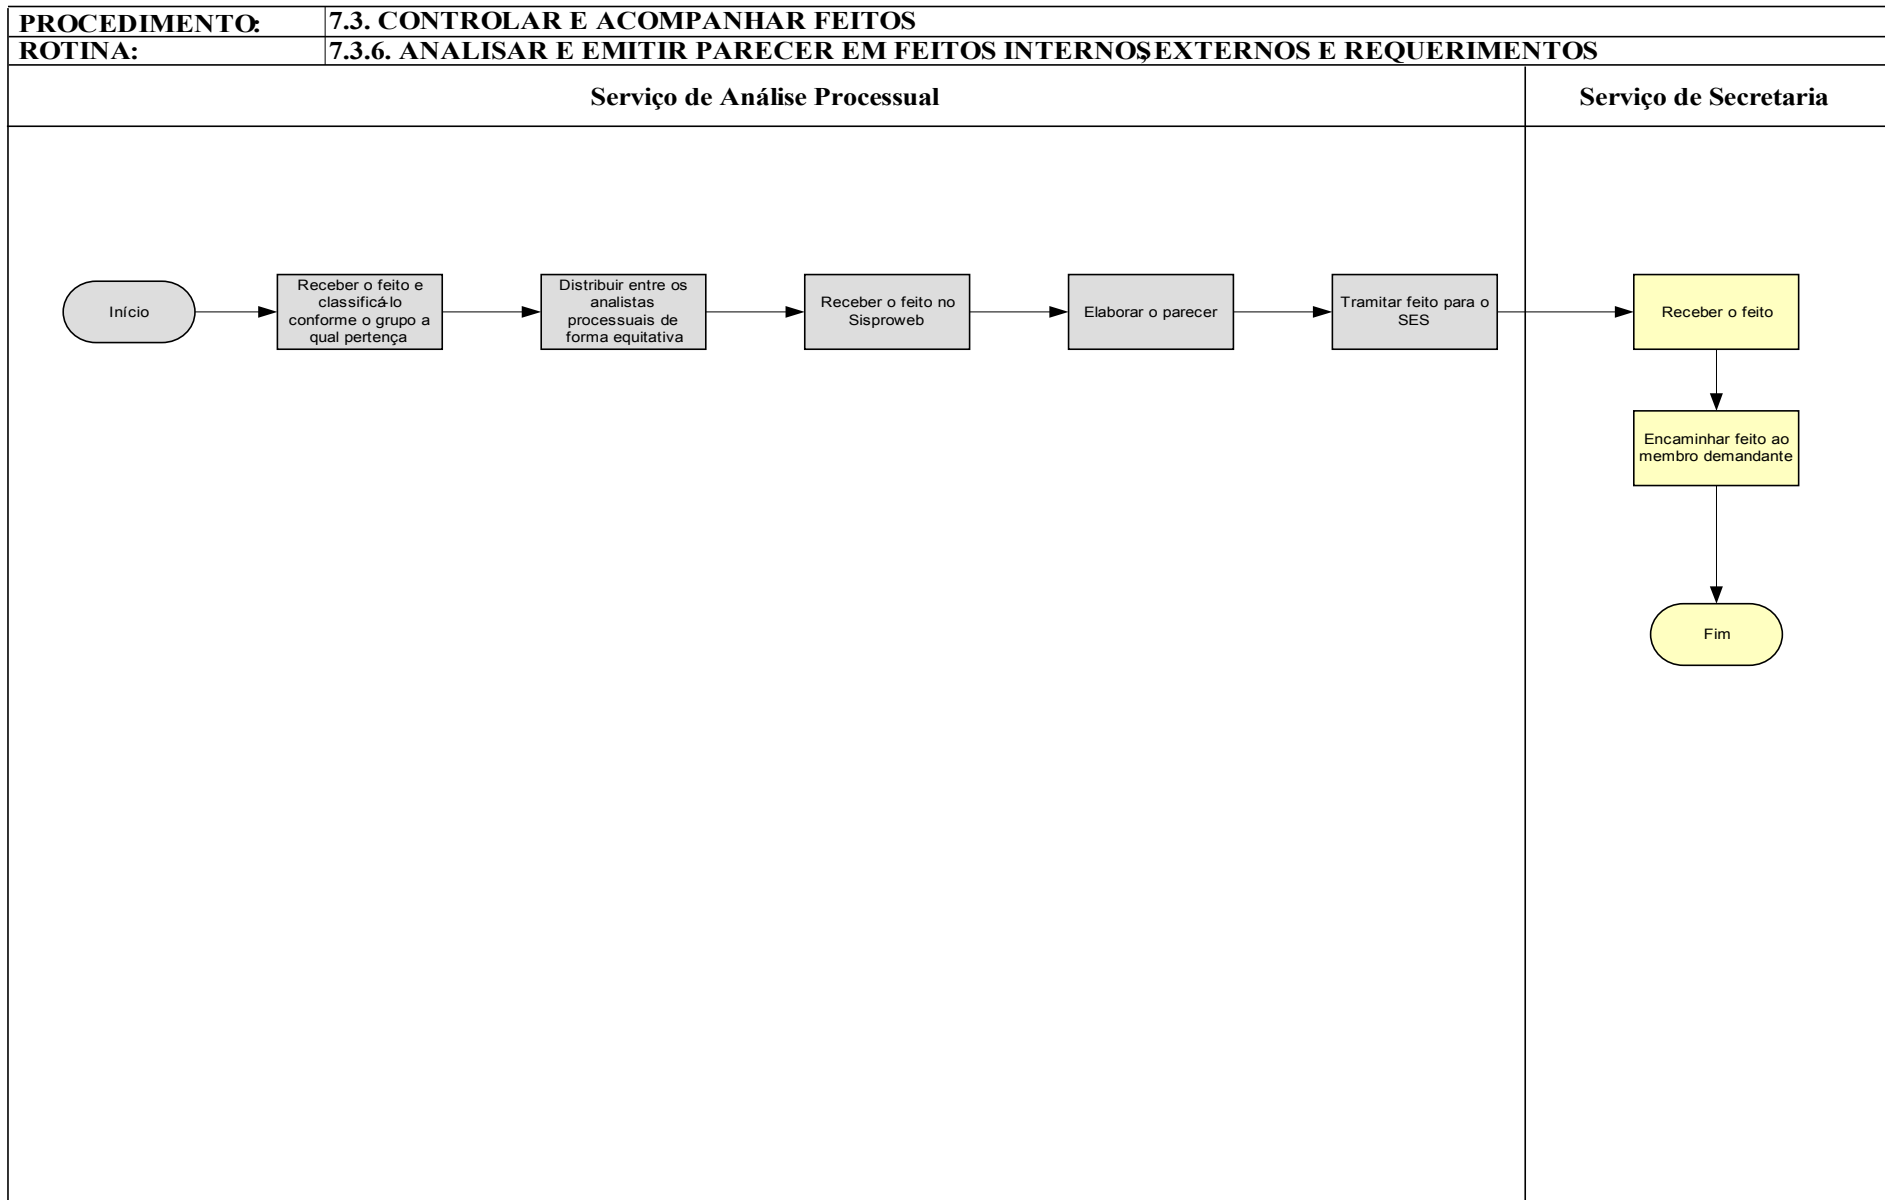 PROCEDIMENTO:
7.3. CONTROLAR E ACOMPANHAR FEITOS
ROTINA:
7.3.6. ANALISAR E EMITIR PARECER EM FEITOS INTERNOS, EXTERNOS E REQUERIMENTOS
Serviço de Análise Processual
Serviço de Secretaria
Início
Receber o feito e
classificá-lo
conforme o grupo a
qual pertença
Distribuir entre os
analistas
processuais de
forma equitativa
Receber o feito no
Sisproweb
Elaborar o parecer
Tramitar feito para o
SES
Receber o feito
Encaminhar feito ao
membro demandante
Fim